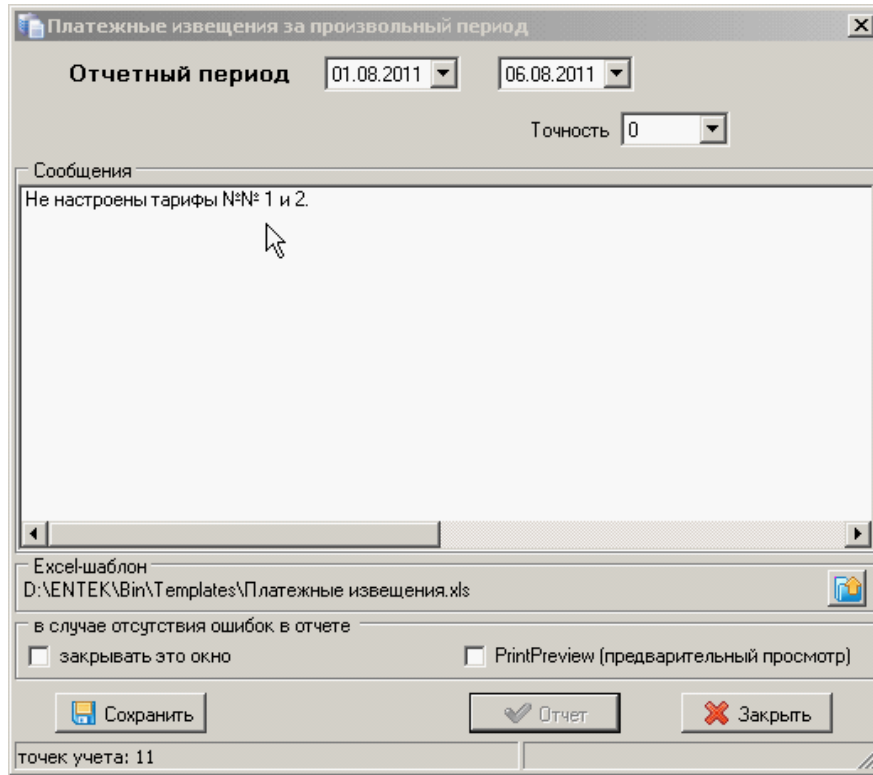 Платежные извещения за произвольный период
Отчетный период 01.08.2011 06.08.2011
Точность 0
Сообщения
Не настроены тарифы №№ 1 и 2.
Excel-шаблон
D:\ENTEK\Bin\Templates\Платежные извещения.xls
в случае отсутствия ошибок в отчете
закрывать это окно PrintPreview (предварительный просмотр)
Сохранить Отчет Закрыть
точек учета: 11